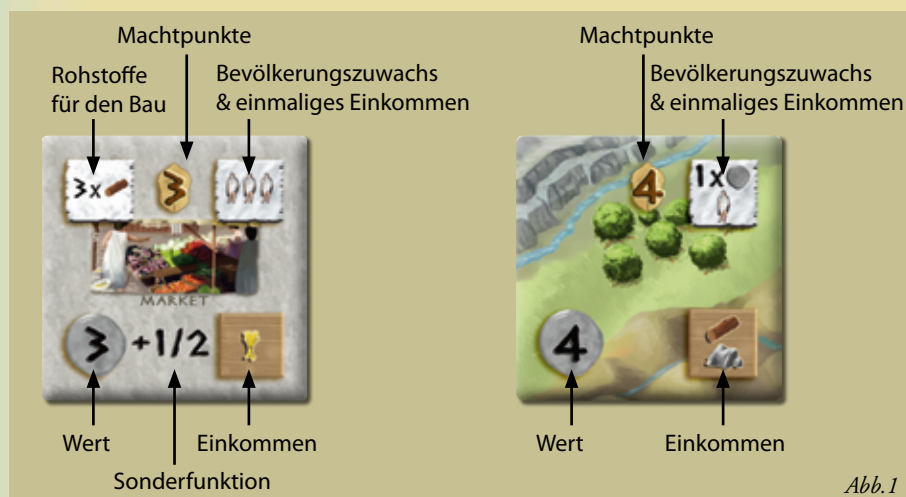 Machtpunkte
Rohstoffe
für den Bau
Bevölkerungszuwachs
& einmaliges Einkommen
3x
3
MARKET
3
+1/2
Wert
Einkommen
Sonderfunktion
Machtpunkte
Bevölkerungszuwachs
& einmaliges Einkommen
4
1x
4
Wert
Einkommen
Abb.1